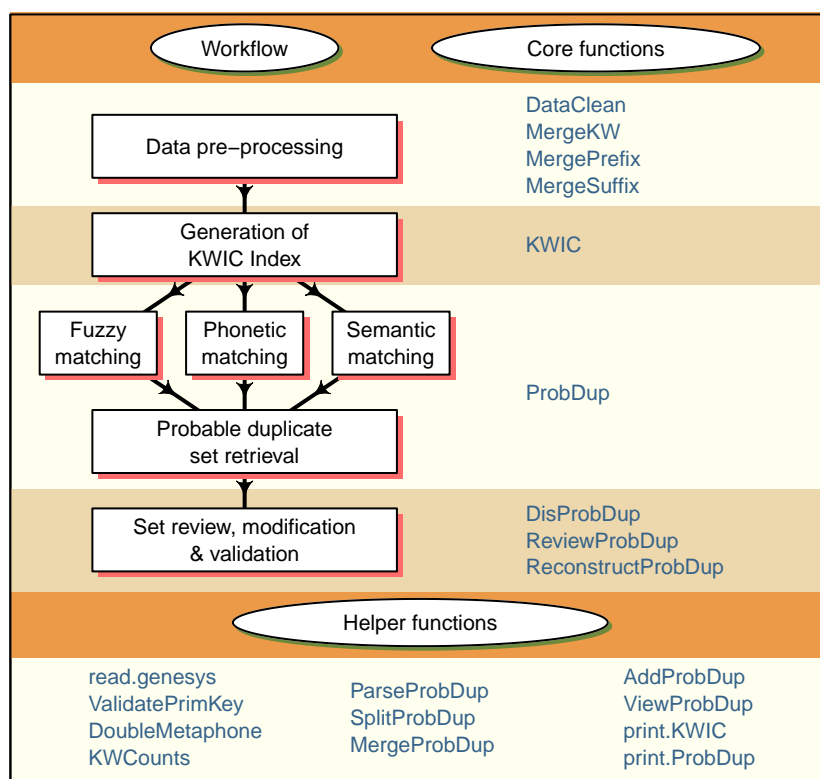 Workflow
Core functions
Data pre−processing
DataClean
MergeKW
MergePrefix
MergeSuffix
Generation of
KWIC Index
KWIC
Fuzzy
matching
Phonetic
matching
Semantic
matching
ProbDup
Probable duplicate
set retrieval
Set review, modification
& validation
DisProbDup
ReviewProbDup
ReconstructProbDup
Helper functions
read.genesys
ValidatePrimKey
DoubleMetaphone
KWCounts
ParseProbDup
SplitProbDup
MergeProbDup
AddProbDup
ViewProbDup
print.KWIC
print.ProbDup